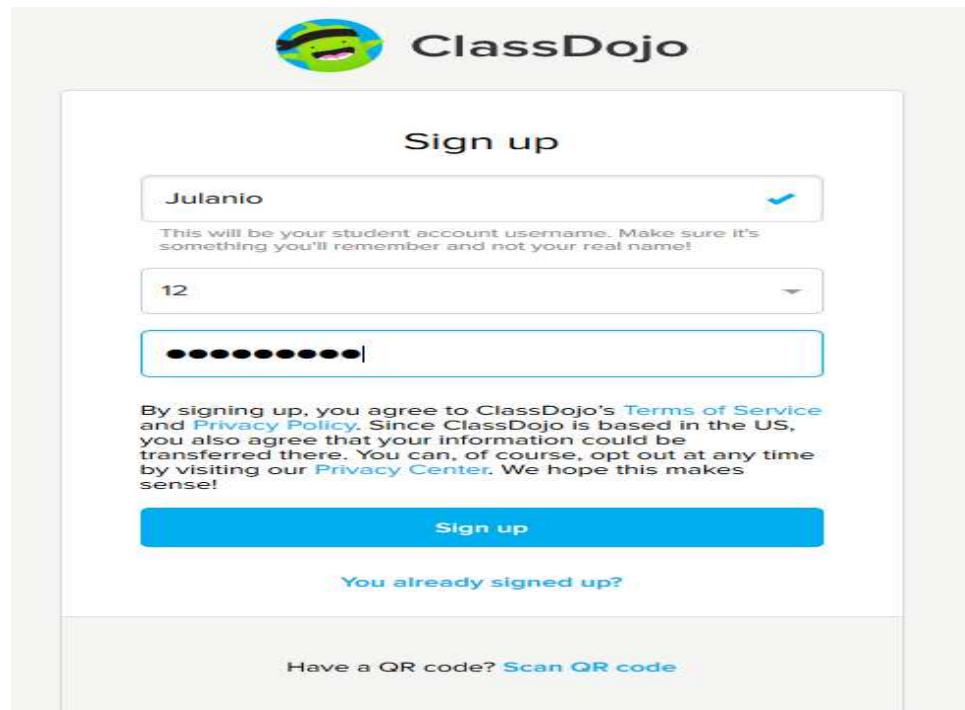 ClassDojo
Sign up
Julanio
This will be your student account username. Make sure it's
something you'll remember and not your real name!
12
By signing up, you agree to ClassDojo's Terms of Service
and Privacy Policy. Since ClassDojo is based in the US,
you also agree that your information could be
transferred there. You can, of course, opt out at any time
by visiting our Privacy Center. We hope this makes
sense!
Sign up
You already signed up?
Have a QR code? Scan QR code